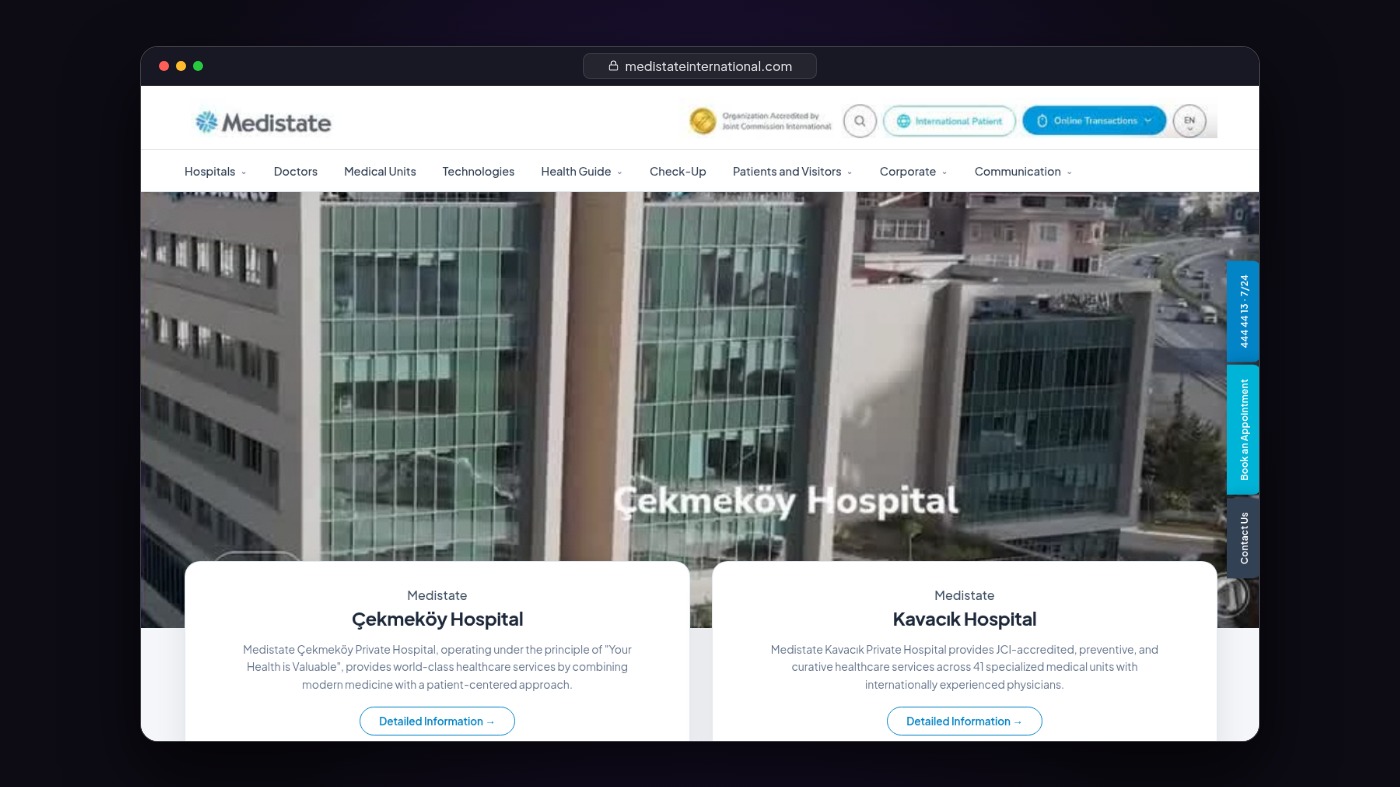 medistateinternational.com
Medistate
Organization Accredited by
Joint Commission International
International Patient
Online Transactions
EN
Hospitals
Doctors
Medical Units
Technologies
Health Guide
Check-Up
Patients and Visitors
Corporate
Communication
444 44 13 - 7/24
Book an Appointment
Contact Us
Çekmeköy Hospital
Medistate
Çekmeköy Hospital
Medistate Çekmeköy Private Hospital, operating under the principle of "Your
Health is Valuable", provides world-class healthcare services by combining
modern medicine with a patient-centered approach.
Detailed Information →
Medistate
Kavacık Hospital
Medistate Kavacık Private Hospital provides JCI-accredited, preventive, and
curative healthcare services across 41 specialized medical units with
internationally experienced physicians.
Detailed Information →